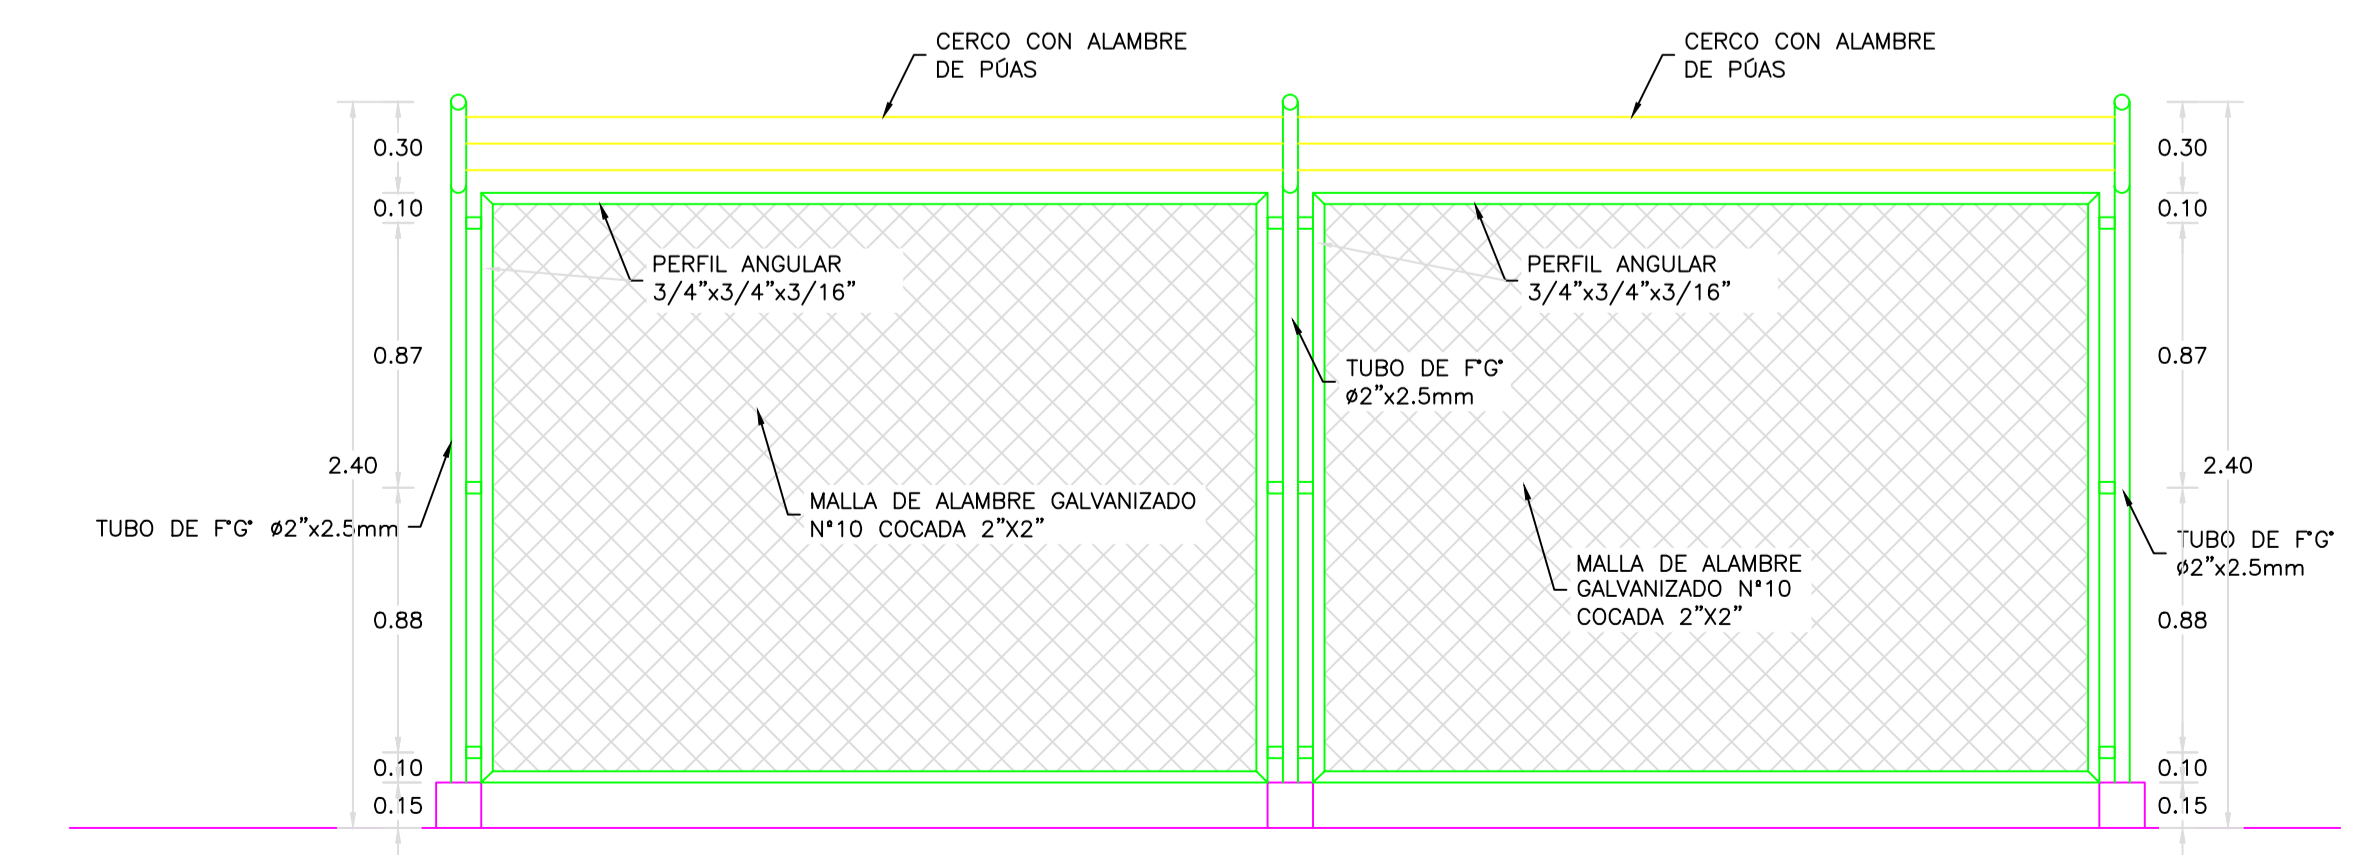 CERCO CON ALAMBRE
DE PÚAS
CERCO CON ALAMBRE
DE PÚAS
0.30
0.30
0.10
0.10
PERFIL ANGULAR
3/4"x3/4"x3/16"
PERFIL ANGULAR
3/4"x3/4"x3/16"
0.87
0.87
TUBO DE F°G°
ø2"x2.5mm
2.40
2.40
MALLA DE ALAMBRE GALVANIZADO
Nº10 COCADA 2"X2"
TUBO DE F°G° ø2"x2.5mm
TUBO DE F°G°
ø2"x2.5mm
MALLA DE ALAMBRE
GALVANIZADO Nº10
COCADA 2"X2"
0.88
0.88
0.10
0.10
0.15
0.15